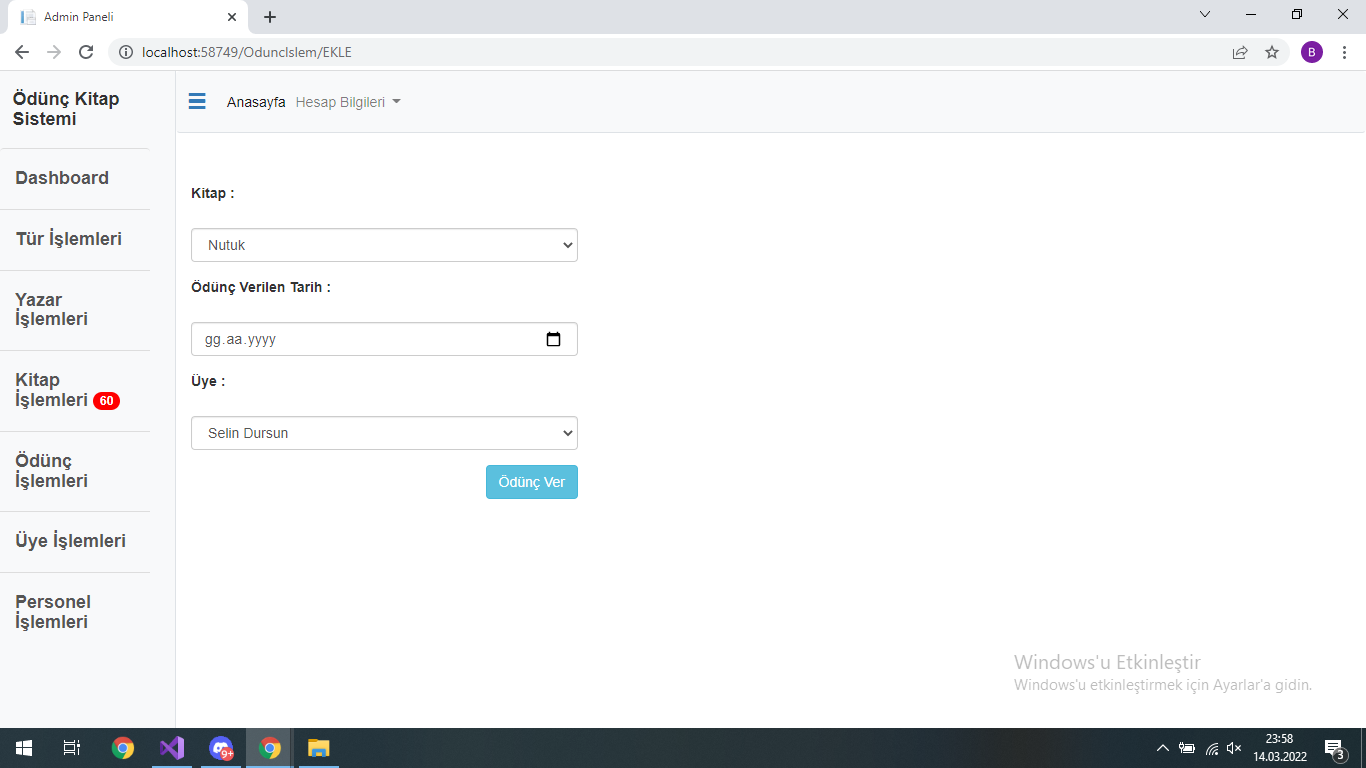 Admin Paneli
localhost:58749/OduncIslem/EKLE
B
Ödünç Kitap
Sistemi
Anasayfa Hesap Bilgileri
Dashboard
Tür İşlemleri
Yazar
İşlemleri
Kitap
İşlemleri 60
Ödünç
İşlemleri
Üye İşlemleri
Personel
İşlemleri
Kitap :
Nutuk
Ödünç Verilen Tarih :
gg.aa.yyyy
Üye :
Selin Dursun
Ödünç Ver
Windows'u Etkinleştir
Windows'u etkinleştirmek için Ayarlar'a gidin.
9+
23:58
14.03.2022
3